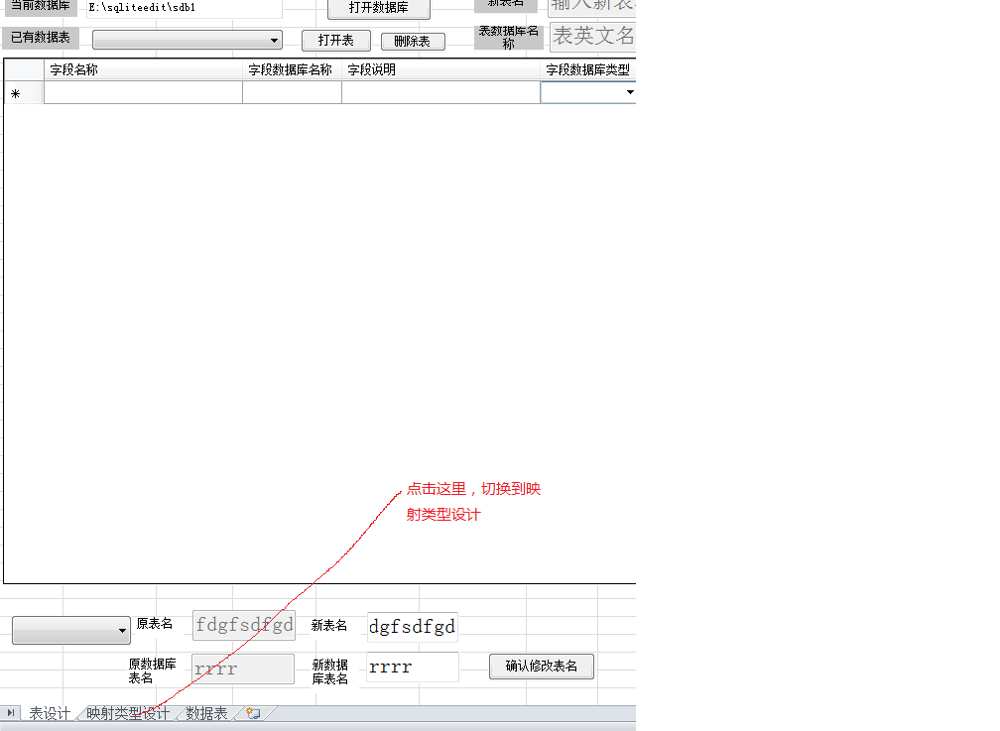 当前数据库 E:\sqliteedit\sdb1 打开数据库 新表名 输入新表
已有数据表 打开表 删除表 表数据库名称 表英文名
字段名称 字段数据库名称 字段说明 字段数据库类型
*
点击这里，切换到映
射类型设计
原表名 fdgfsdfgd 新表名 dgfsdfgd
原数据库
表名 rrrr 新数据
库表名 rrrr 确认修改表名
表设计 映射类型设计 数据表